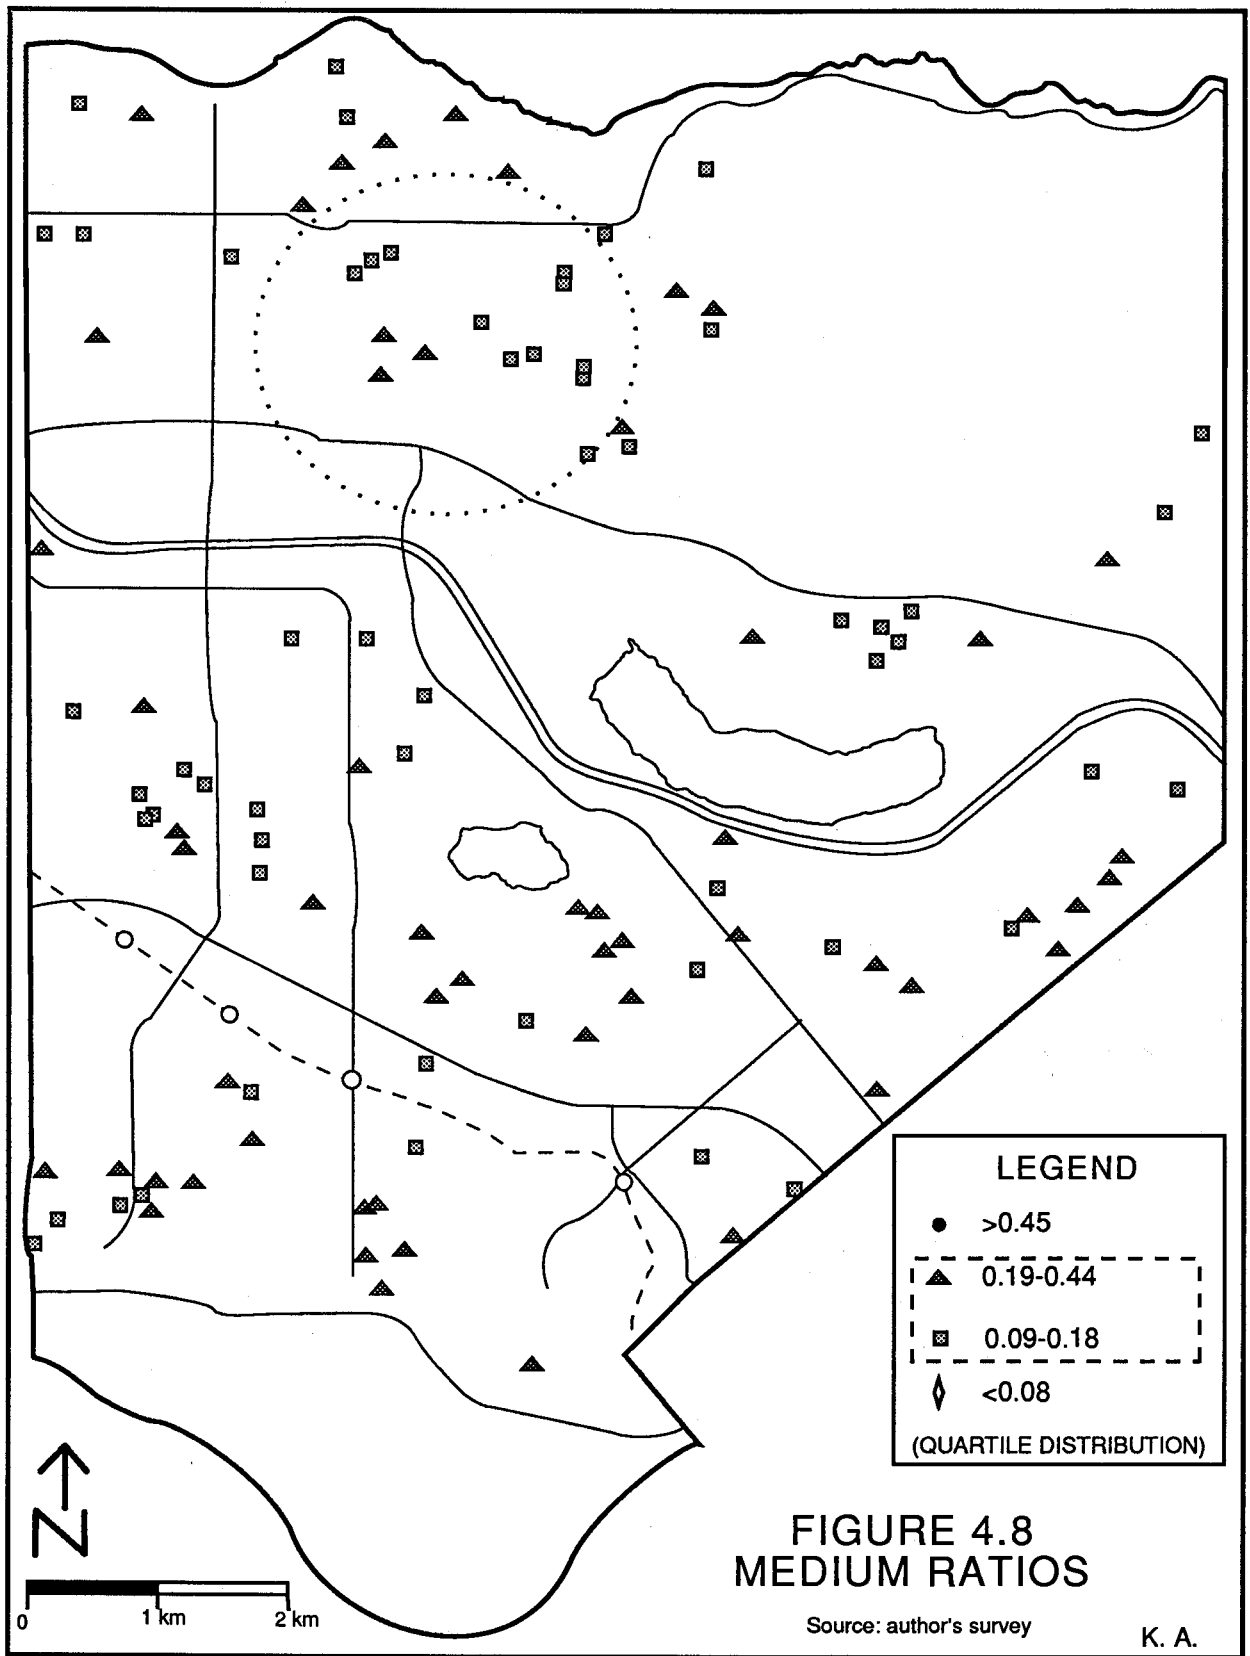 LEGEND
>0.45
0.19-0.44
0.09-0.18
<0.08
(QUARTILE DISTRIBUTION)
N
0 1 km 2 km
FIGURE 4.8
MEDIUM RATIOS
Source: author's survey
K. A.